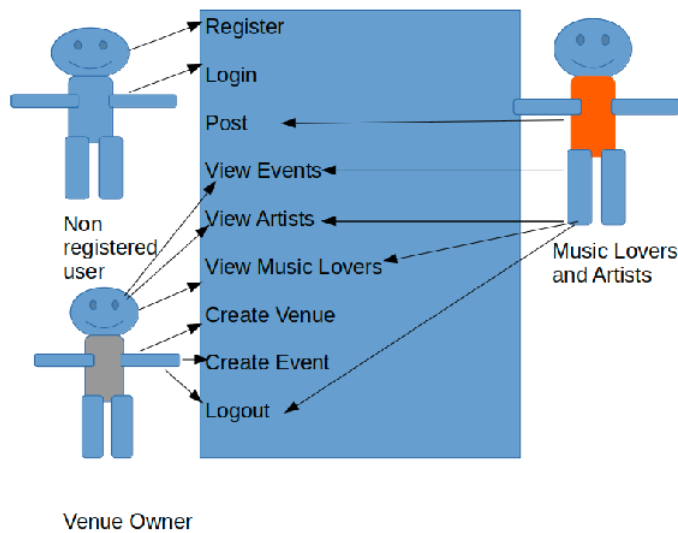 Register
Login
Post
View Events
View Artists
View Music Lovers
Create Venue
Create Event
Logout
Non
registered
user
Music Lovers
and Artists
Venue Owner